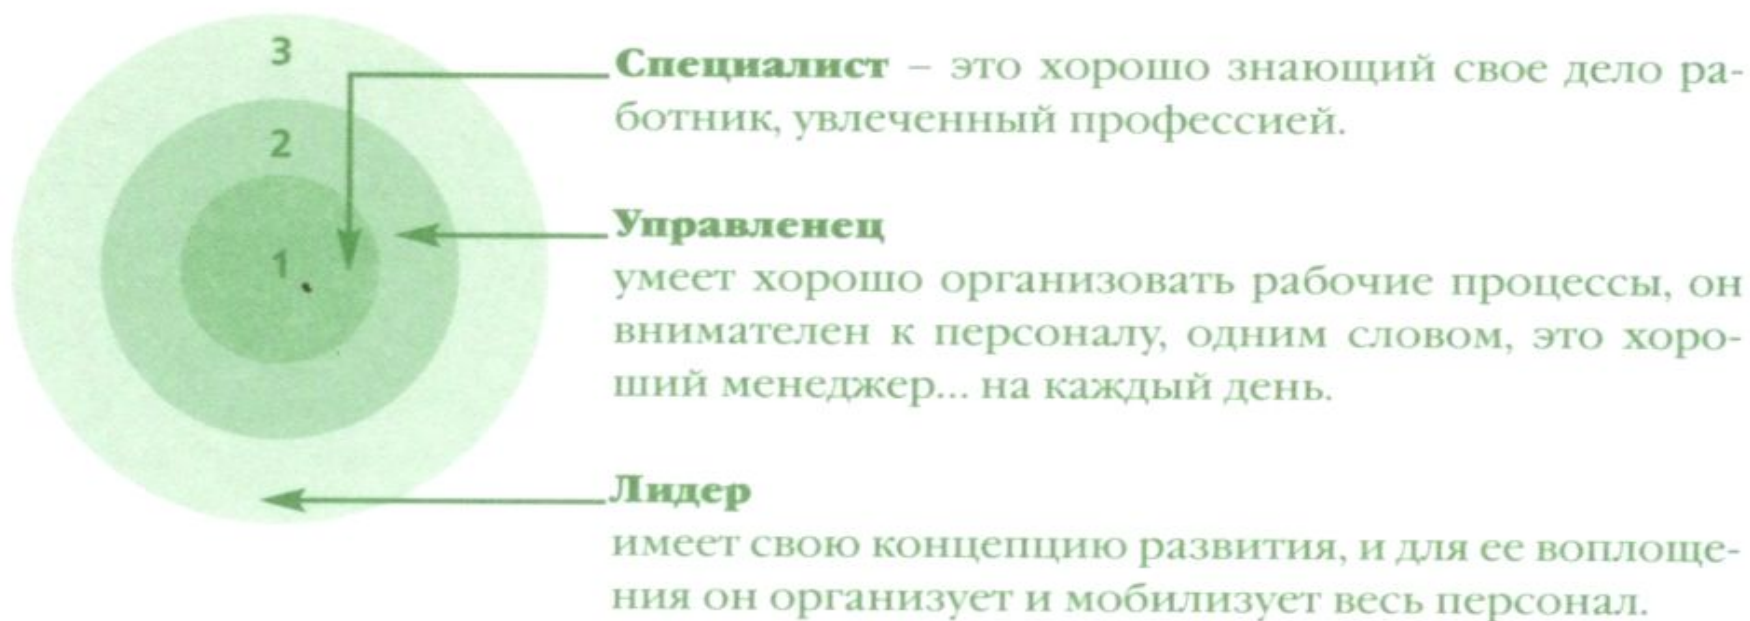 3
2
1
Специалист – это хорошо знающий свое дело ра-
ботник, увлеченный профессией.
Управленец
умеет хорошо организовать рабочие процессы, он
внимателен к персоналу, одним словом, это хоро-
ший менеджер... на каждый день.
Лидер
имеет свою концепцию развития, и для ее воплоще-
ния он организует и мобилизует весь персонал.